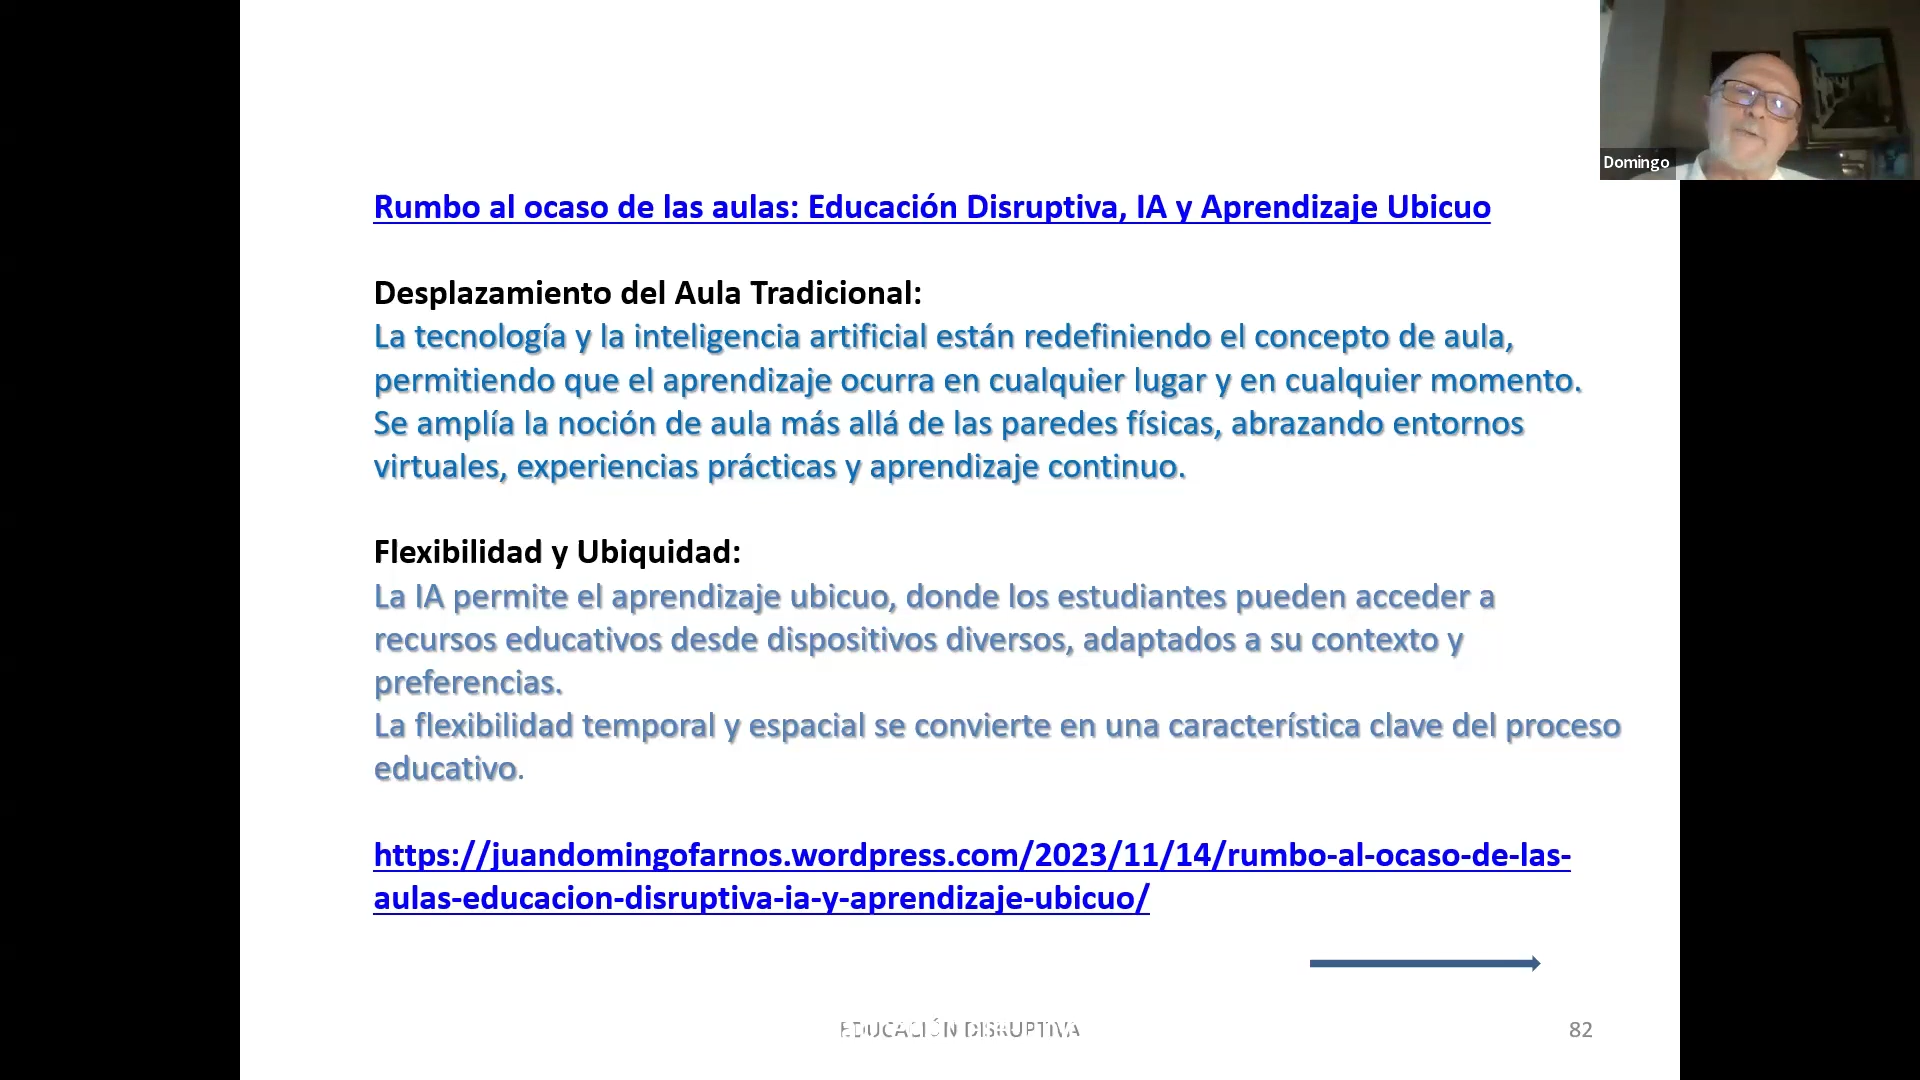 Domingo
Rumbo al ocaso de las aulas: Educación Disruptiva, IA y Aprendizaje Ubicuo
Desplazamiento del Aula Tradicional:
La tecnología y la inteligencia artificial están redefiniendo el concepto de aula,
permitiendo que el aprendizaje ocurra en cualquier lugar y en cualquier momento.
Se amplía la noción de aula más allá de las paredes físicas, abrazando entornos
virtuales, experiencias prácticas y aprendizaje continuo.
Flexibilidad y Ubiquidad:
La IA permite el aprendizaje ubicuo, donde los estudiantes pueden acceder a
recursos educativos desde dispositivos diversos, adaptados a su contexto y
preferencias.
La flexibilidad temporal y espacial se convierte en una característica clave del proceso
educativo.
https://juandomingofarnos.wordpress.com/2023/11/14/rumbo-al-ocaso-de-las-
aulas-educacion-disruptiva-ia-y-aprendizaje-ubicuo/
EDUCACIÓN DISRUPTIVA
82